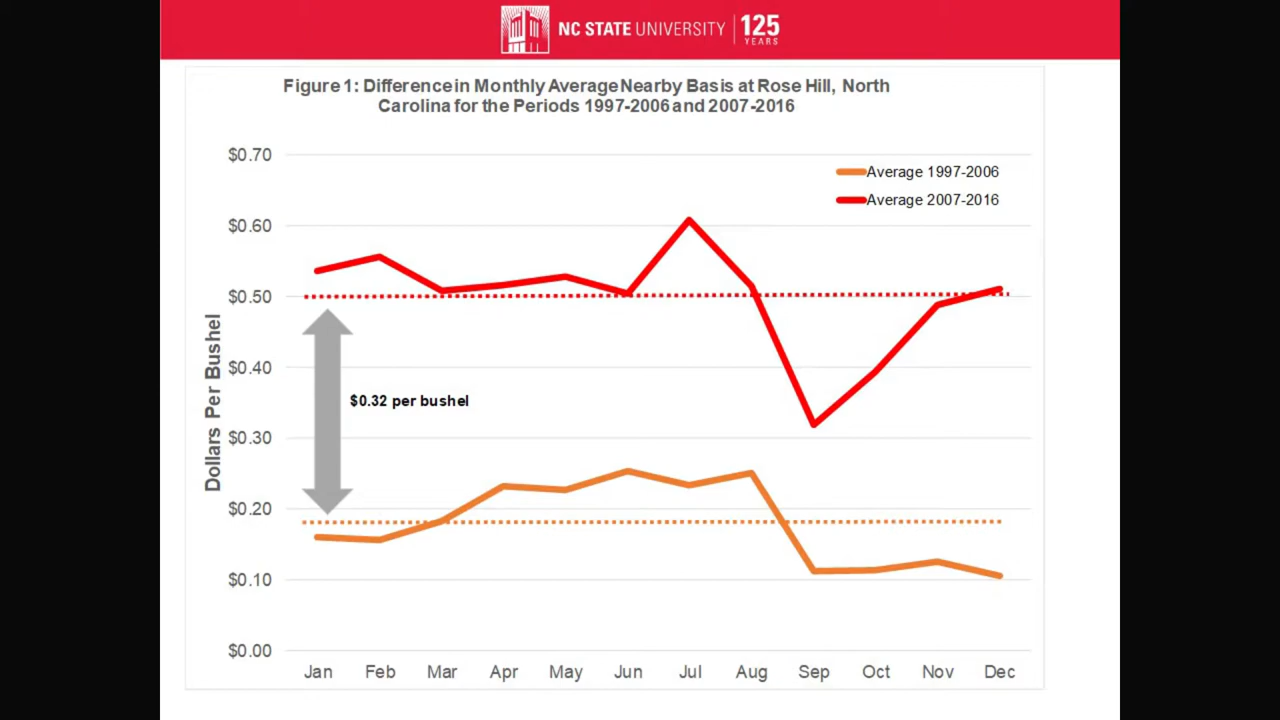 NC STATE UNIVERSITY 125 YEARS
Figure 1: Difference in Monthly Average Nearby Basis at Rose Hill, North
Carolina for the Periods 1997-2006 and 2007-2016
$0.70
Average 1997-2006
Average 2007-2016
$0.60
$0.50
$0.40
$0.32 per bushel
Dollars Per Bushel
$0.30
$0.20
$0.10
$0.00
Jan Feb Mar Apr May Jun Jul Aug Sep Oct Nov Dec